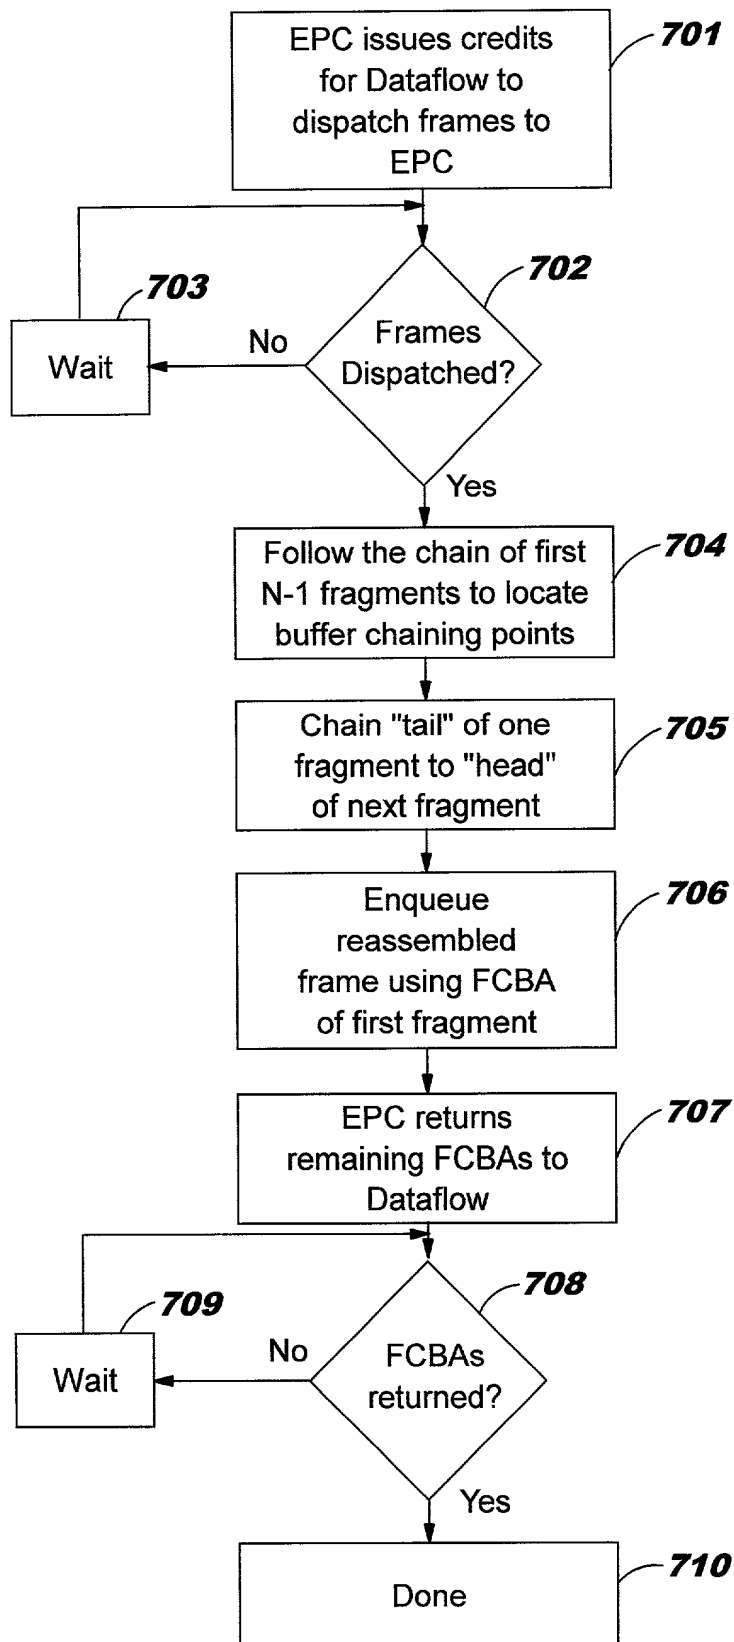 EPC issues credits
for Dataflow to
dispatch frames to
EPC
701
702
703
Frames
Dispatched?
No
Wait
Yes
Follow the chain of first
N-1 fragments to locate
buffer chaining points
704
Chain "tail" of one
fragment to "head"
of next fragment
705
Enqueue
reassembled
frame using FCBA
of first fragment
706
EPC returns
remaining FCBAs to
Dataflow
707
708
709
FCBAs
returned?
No
Wait
Yes
Done
710